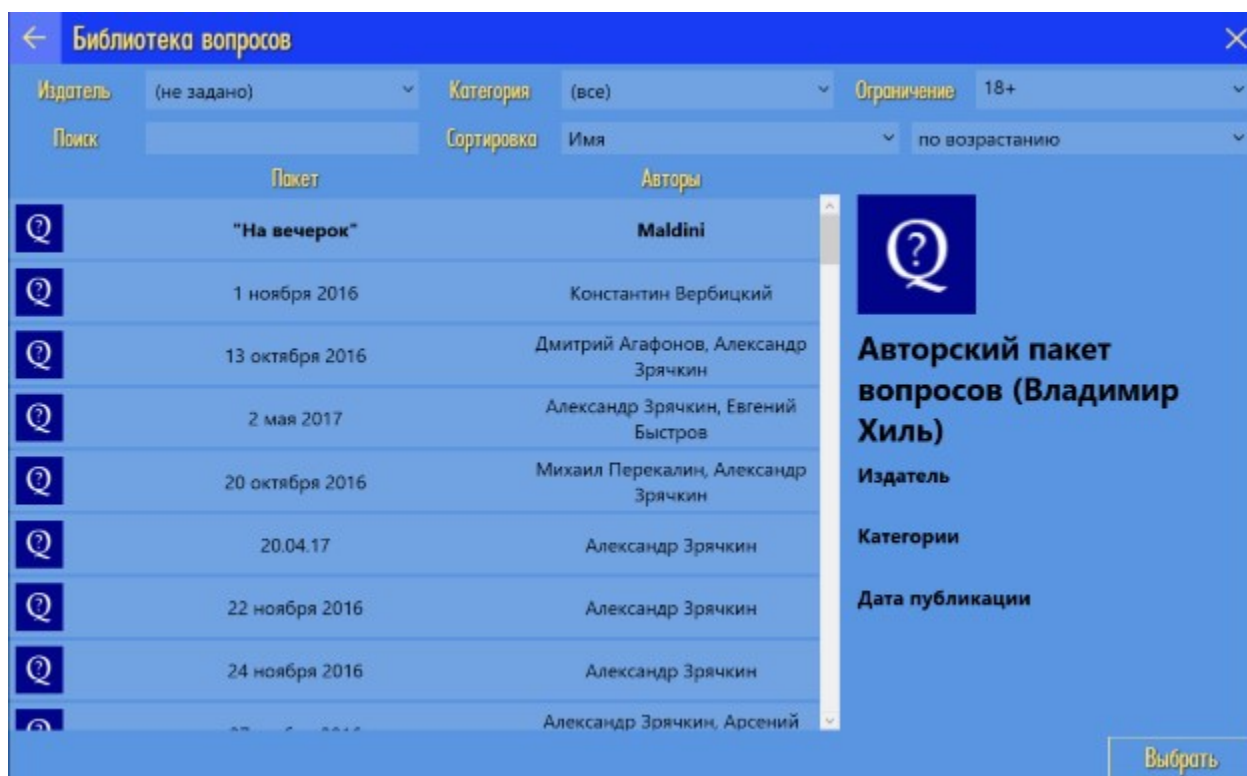 Библиотека вопросов
Издатель (не задано) Категория (все) Ограничение 18+
Поиск Сортировка Имя по возрастанию
Пакет Авторы
"На вечерок" Maldini
1 ноября 2016 Константин Вербицкий
13 октября 2016 Дмитрий Агафонов, Александр
Зрячкин
2 мая 2017 Александр Зрячкин, Евгений
Быстров
20 октября 2016 Михаил Перекалин, Александр
Зрячкин
20.04.17 Александр Зрячкин
22 ноября 2016 Александр Зрячкин
24 ноября 2016 Александр Зрячкин
Александр Зрячкин, Арсений
Q?
Авторский пакет
вопросов (Владимир
Хиль)
Издатель
Категории
Дата публикации
Выбрать